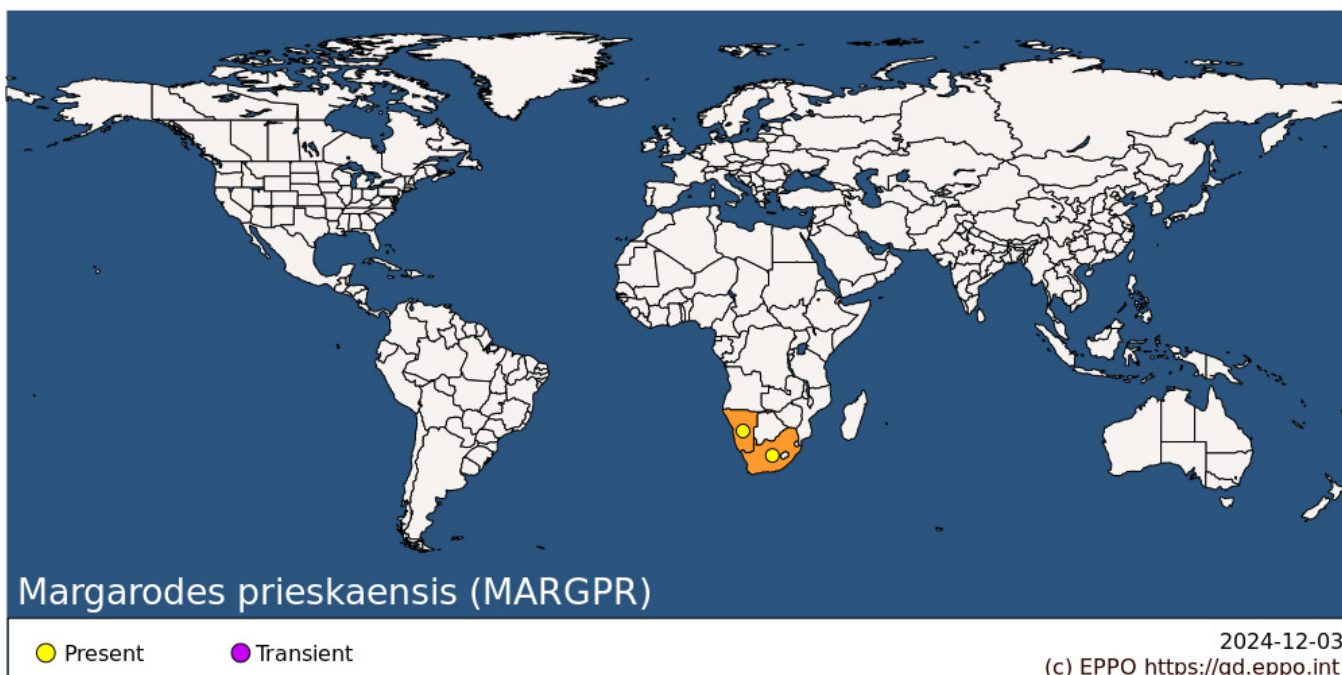 Margarodes prieskaensis (MARGPR)
Present
Transient
2024-12-03
(c) EPPO https://gd.eppo.int